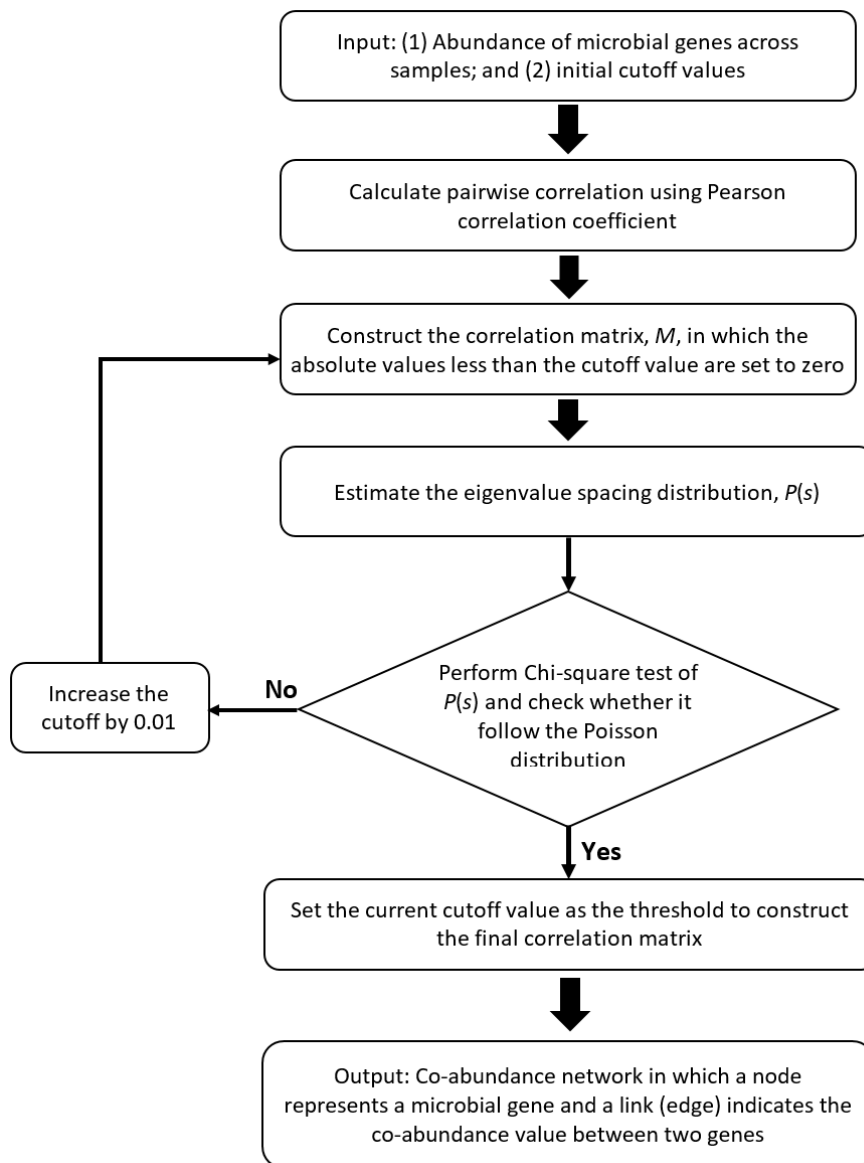 Input: (1) Abundance of microbial genes across
samples; and (2) initial cutoff values
Calculate pairwise correlation using Pearson
correlation coefficient
Construct the correlation matrix, M, in which the
absolute values less than the cutoff value are set to zero
Estimate the eigenvalue spacing distribution, P(s)
Perform Chi-square test of
P(s) and check whether it
follow the Poisson
distribution
No
Increase the
cutoff by 0.01
Yes
Set the current cutoff value as the threshold to construct
the final correlation matrix
Output: Co-abundance network in which a node
represents a microbial gene and a link (edge) indicates the
co-abundance value between two genes